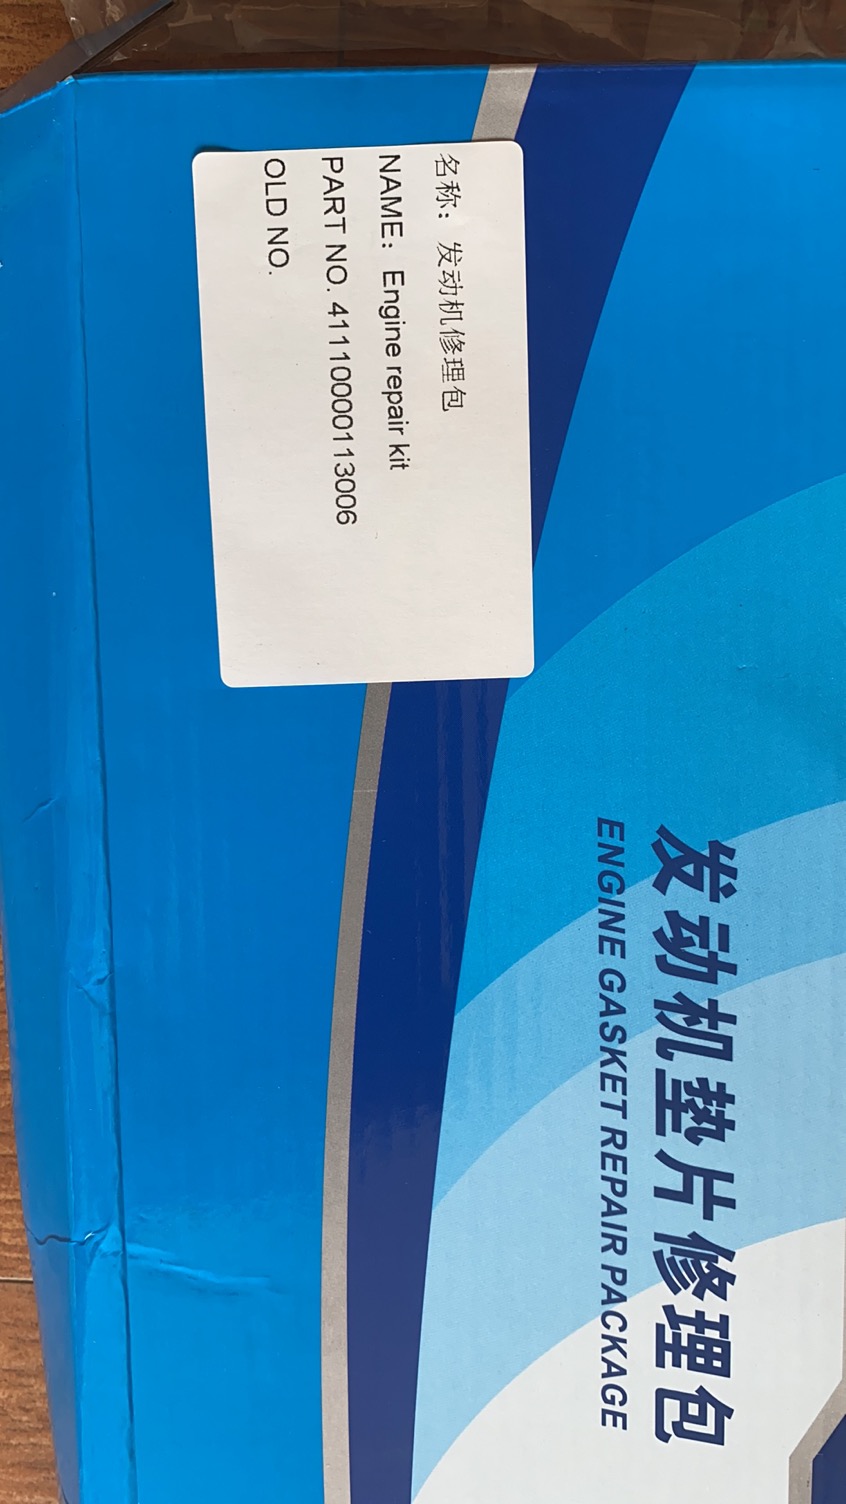 名称：发动机修理包
NAME：Engine repair kit
PART NO. 41110000113006
OLD NO.
发动机垫片修理包
ENGINE GASKET REPAIR PACKAGE